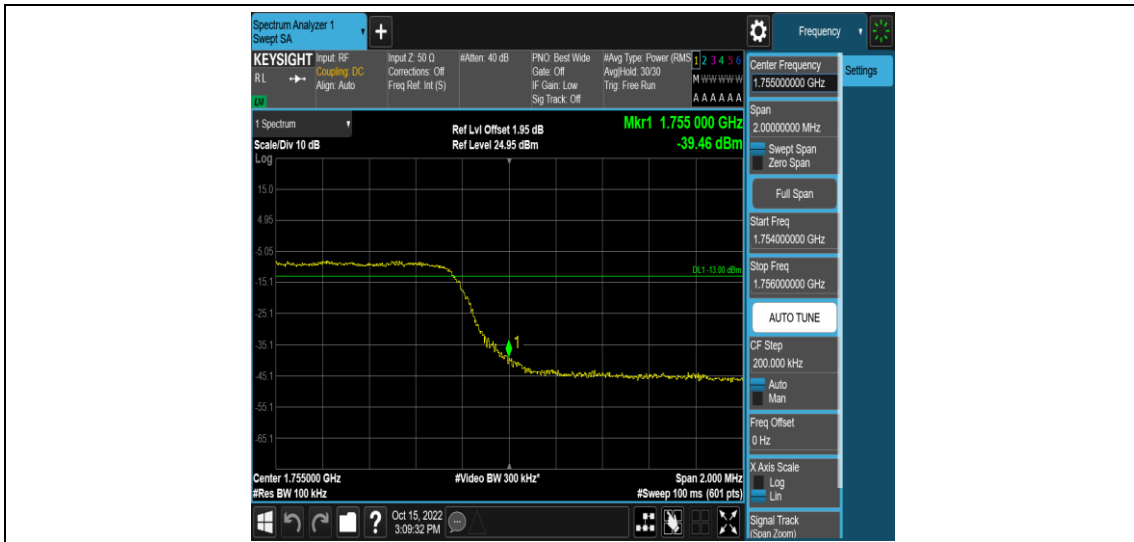 Spectrum Analyzer 1
Swept SA
+
Frequency
KEYSIGHT
RL
LM
Input: RF
Coupling: DC
Align: Auto
Input Z: 50 Ω
Corrections: Off
Freq Ref: Int (S)
#Atten: 40 dB
PNO: Best Wide
Gate: Off
IF Gain: Low
Sig Track: Off
#Avg Type: Power (RMS
Avg|Hold: 30/30
Trig: Free Run
1 2 3 4 5 6
M W W W W W
A A A A A A
1 Spectrum
Scale/Div 10 dB
Ref Lvl Offset 1.95 dB
Ref Level 24.95 dBm
Mkr1 1.755 000 GHz
-39.46 dBm
Log
15.0
4.95
-5.05
-15.1
-25.1
-35.1
-45.1
-55.1
-65.1
DL1 -13.00 dBm
1
Center 1.755000 GHz
#Res BW 100 kHz
#Video BW 300 kHz*
Span 2.000 MHz
#Sweep 100 ms (601 pts)
?
Oct 15, 2022
3:09:32 PM
Center Frequency
1.755000000 GHz
Settings
Span
2.00000000 MHz
Swept Span
Zero Span
Full Span
Start Freq
1.754000000 GHz
Stop Freq
1.756000000 GHz
AUTO TUNE
CF Step
200.000 kHz
Auto
Man
Freq Offset
0 Hz
X Axis Scale
Log
Lin
Signal Track
(Span Zoom)